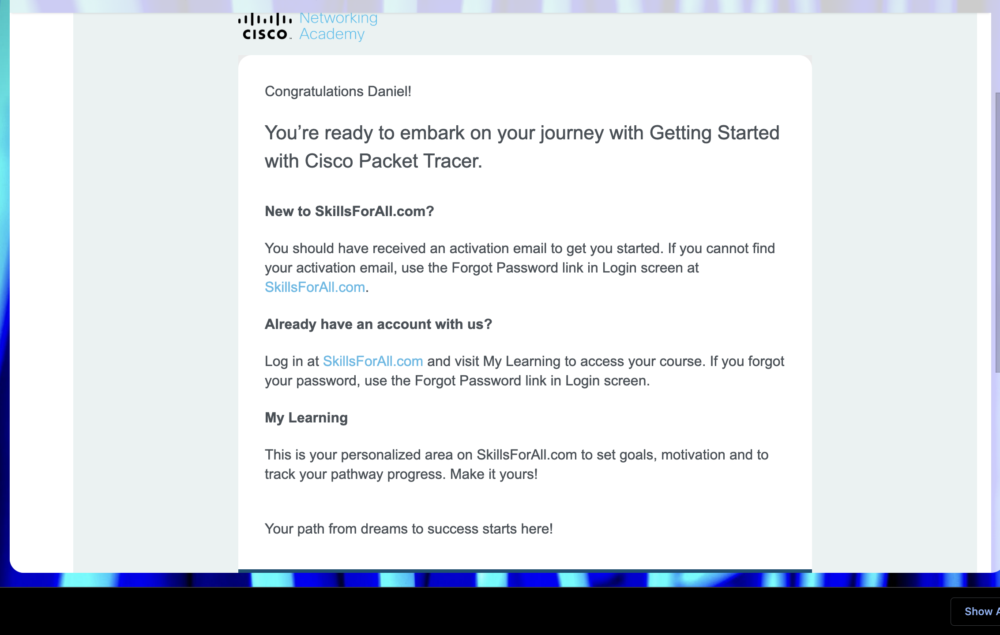 Networking
CISCO™ Academy
Congratulations Daniel!
You’re ready to embark on your journey with Getting Started
with Cisco Packet Tracer.
New to SkillsForAll.com?
You should have received an activation email to get you started. If you cannot find
your activation email, use the Forgot Password link in Login screen at
SkillsForAll.com.
Already have an account with us?
Log in at SkillsForAll.com and visit My Learning to access your course. If you forgot
your password, use the Forgot Password link in Login screen.
My Learning
This is your personalized area on SkillsForAll.com to set goals, motivation and to
track your pathway progress. Make it yours!
Your path from dreams to success starts here!
Show